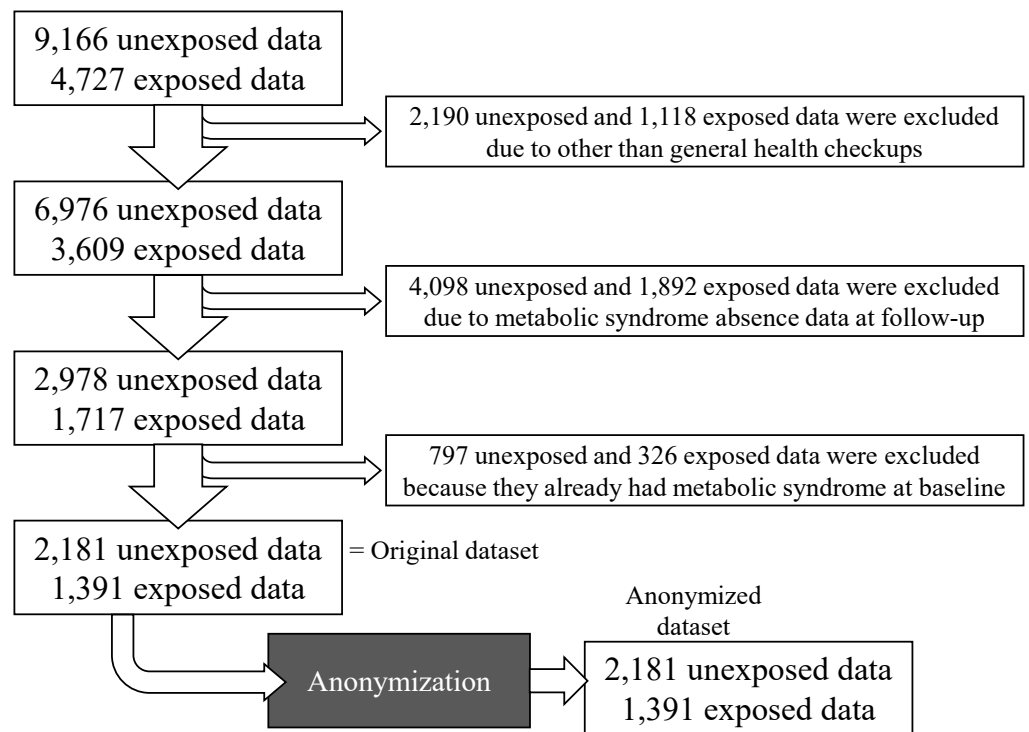 9,166 unexposed data
4,727 exposed data
2,190 unexposed and 1,118 exposed data were excluded
due to other than general health checkups
6,976 unexposed data
3,609 exposed data
4,098 unexposed and 1,892 exposed data were excluded
due to metabolic syndrome absence data at follow-up
2,978 unexposed data
1,717 exposed data
797 unexposed and 326 exposed data were excluded
because they already had metabolic syndrome at baseline
2,181 unexposed data
1,391 exposed data
= Original dataset
Anonymization
Anonymized
dataset
2,181 unexposed data
1,391 exposed data